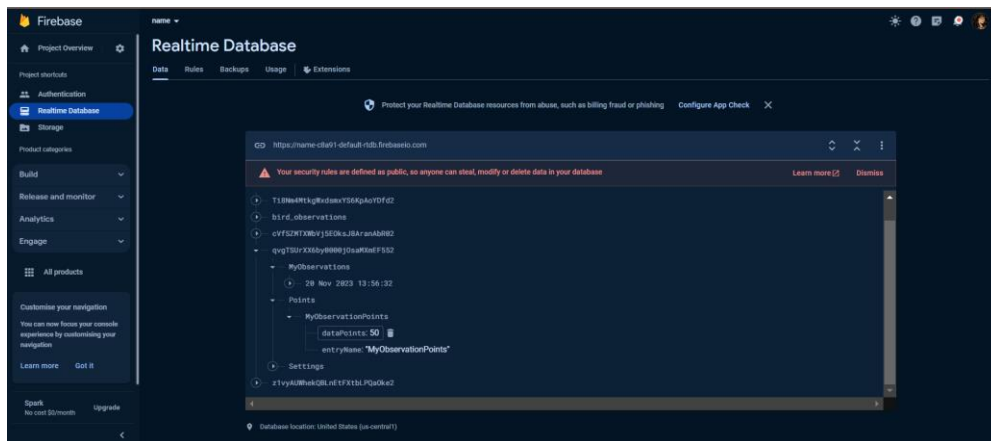 Firebase
name
Project Overview
Project shortcuts
Authentication
Realtime Database
Storage
Product categories
Build
Release and monitor
Analytics
Engage
All products
Customise your navigation
You can now focus your console
experience by customising your
navigation
Learn more Got it
Spark
No cost $0/month
Upgrade
Realtime Database
Data Rules Backups Usage Extensions
Protect your Realtime Database resources from abuse, such as billing fraud or phishing Configure App Check
Your security rules are defined as public, so anyone can steal, modify or delete data in your database Learn more Dismiss
bird_observations
MyObservations
20 Nov 2023 13:56:32
Points
MyObservationPoints
dataPoints: 50
entryName: "MyObservationPoints"
Settings
Database location: United States (us-central1)